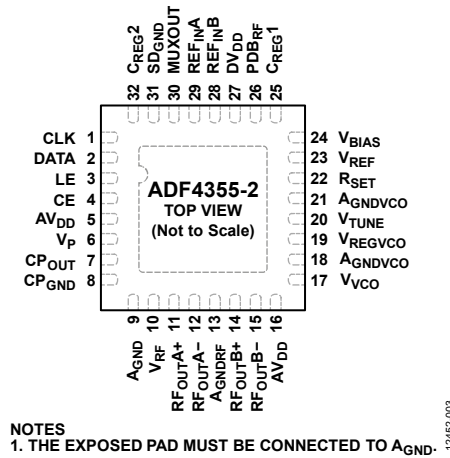 CREG2
SDGND
MUXOUT
REFINA
REFINB
DVDD
PDBRF
CREG1
32 31 30 29 28 27 26 25
CLK 1
DATA 2
LE 3
CE 4
AVDD 5
VP 6
CPOUT 7
CPGND 8
ADF4355-2
TOP VIEW
(Not to Scale)
24 VBIAS
23 VREF
22 RSET
21 AGNDVCO
20 VTUNE
19 VREGVCO
18 AGNDVCO
17 VVCO
9 10 11 12 13 14 15 16
AGND
VRF
RFOUTA+
RFOUTA−
AGNDRF
RFOUTB+
RFOUTB−
AVDD
NOTES
1. THE EXPOSED PAD MUST BE CONNECTED TO AGND.
12452-003